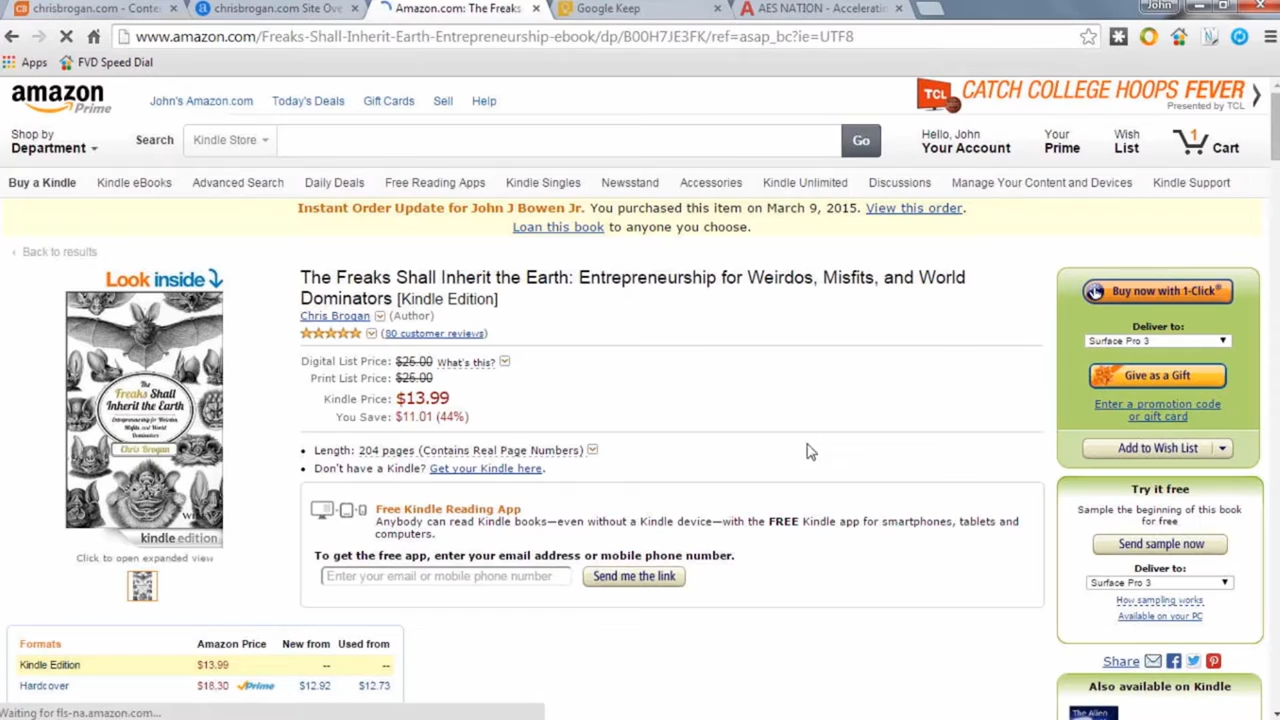 chrisbrogan.com - Conte
chrisbrogan.com Site Ove
Amazon.com: The Freaks
Google Keep
AES NATION - Acceleratin
John
www.amazon.com/Freaks-Shall-Inherit-Earth-Entrepreneurship-ebook/dp/B00H7JE3FK/ref=asap_bc?ie=UTF8
Apps
FVD Speed Dial
amazon
Prime
John's Amazon.com
Today's Deals
Gift Cards
Sell
Help
TCL
CATCH COLLEGE HOOPS FEVER
Presented by TCL
Shop by
Department
Search
Kindle Store
Go
Hello, John
Your Account
Your
Prime
Wish
List
1
Cart
Buy a Kindle
Kindle eBooks
Advanced Search
Daily Deals
Free Reading Apps
Kindle Singles
Newsstand
Accessories
Kindle Unlimited
Discussions
Manage Your Content and Devices
Kindle Support
Instant Order Update for John J Bowen Jr. You purchased this item on March 9, 2015. View this order.
Loan this book to anyone you choose.
‹ Back to results
Look inside
The
Freaks Shall
Inherit the Earth
Entrepreneurship for
Weirdos, Misfits, and World
Dominators
Chris Brogan
kindle edition
Click to open expanded view
The Freaks Shall Inherit the Earth: Entrepreneurship for Weirdos, Misfits, and World
Dominators [Kindle Edition]
Chris Brogan (Author)
(80 customer reviews)
Digital List Price: $25.00 What's this?
Print List Price: $25.00
Kindle Price: $13.99
You Save: $11.01 (44%)
• Length: 204 pages (Contains Real Page Numbers)
• Don't have a Kindle? Get your Kindle here.
Free Kindle Reading App
Anybody can read Kindle books—even without a Kindle device—with the FREE Kindle app for smartphones, tablets and
computers.
To get the free app, enter your email address or mobile phone number.
Enter your email or mobile phone number
Send me the link
Buy now with 1-Click®
Deliver to:
Surface Pro 3
Give as a Gift
Enter a promotion code
or gift card
Add to Wish List
Try it free
Sample the beginning of this book
for free
Send sample now
Deliver to:
Surface Pro 3
How sampling works
Available on your PC
Share
Also available on Kindle
The Alien
Formats
Amazon Price
New from
Used from
Kindle Edition
$13.99
--
--
Hardcover
$18.30
Prime
$12.92
$12.73
Waiting for fls-na.amazon.com...